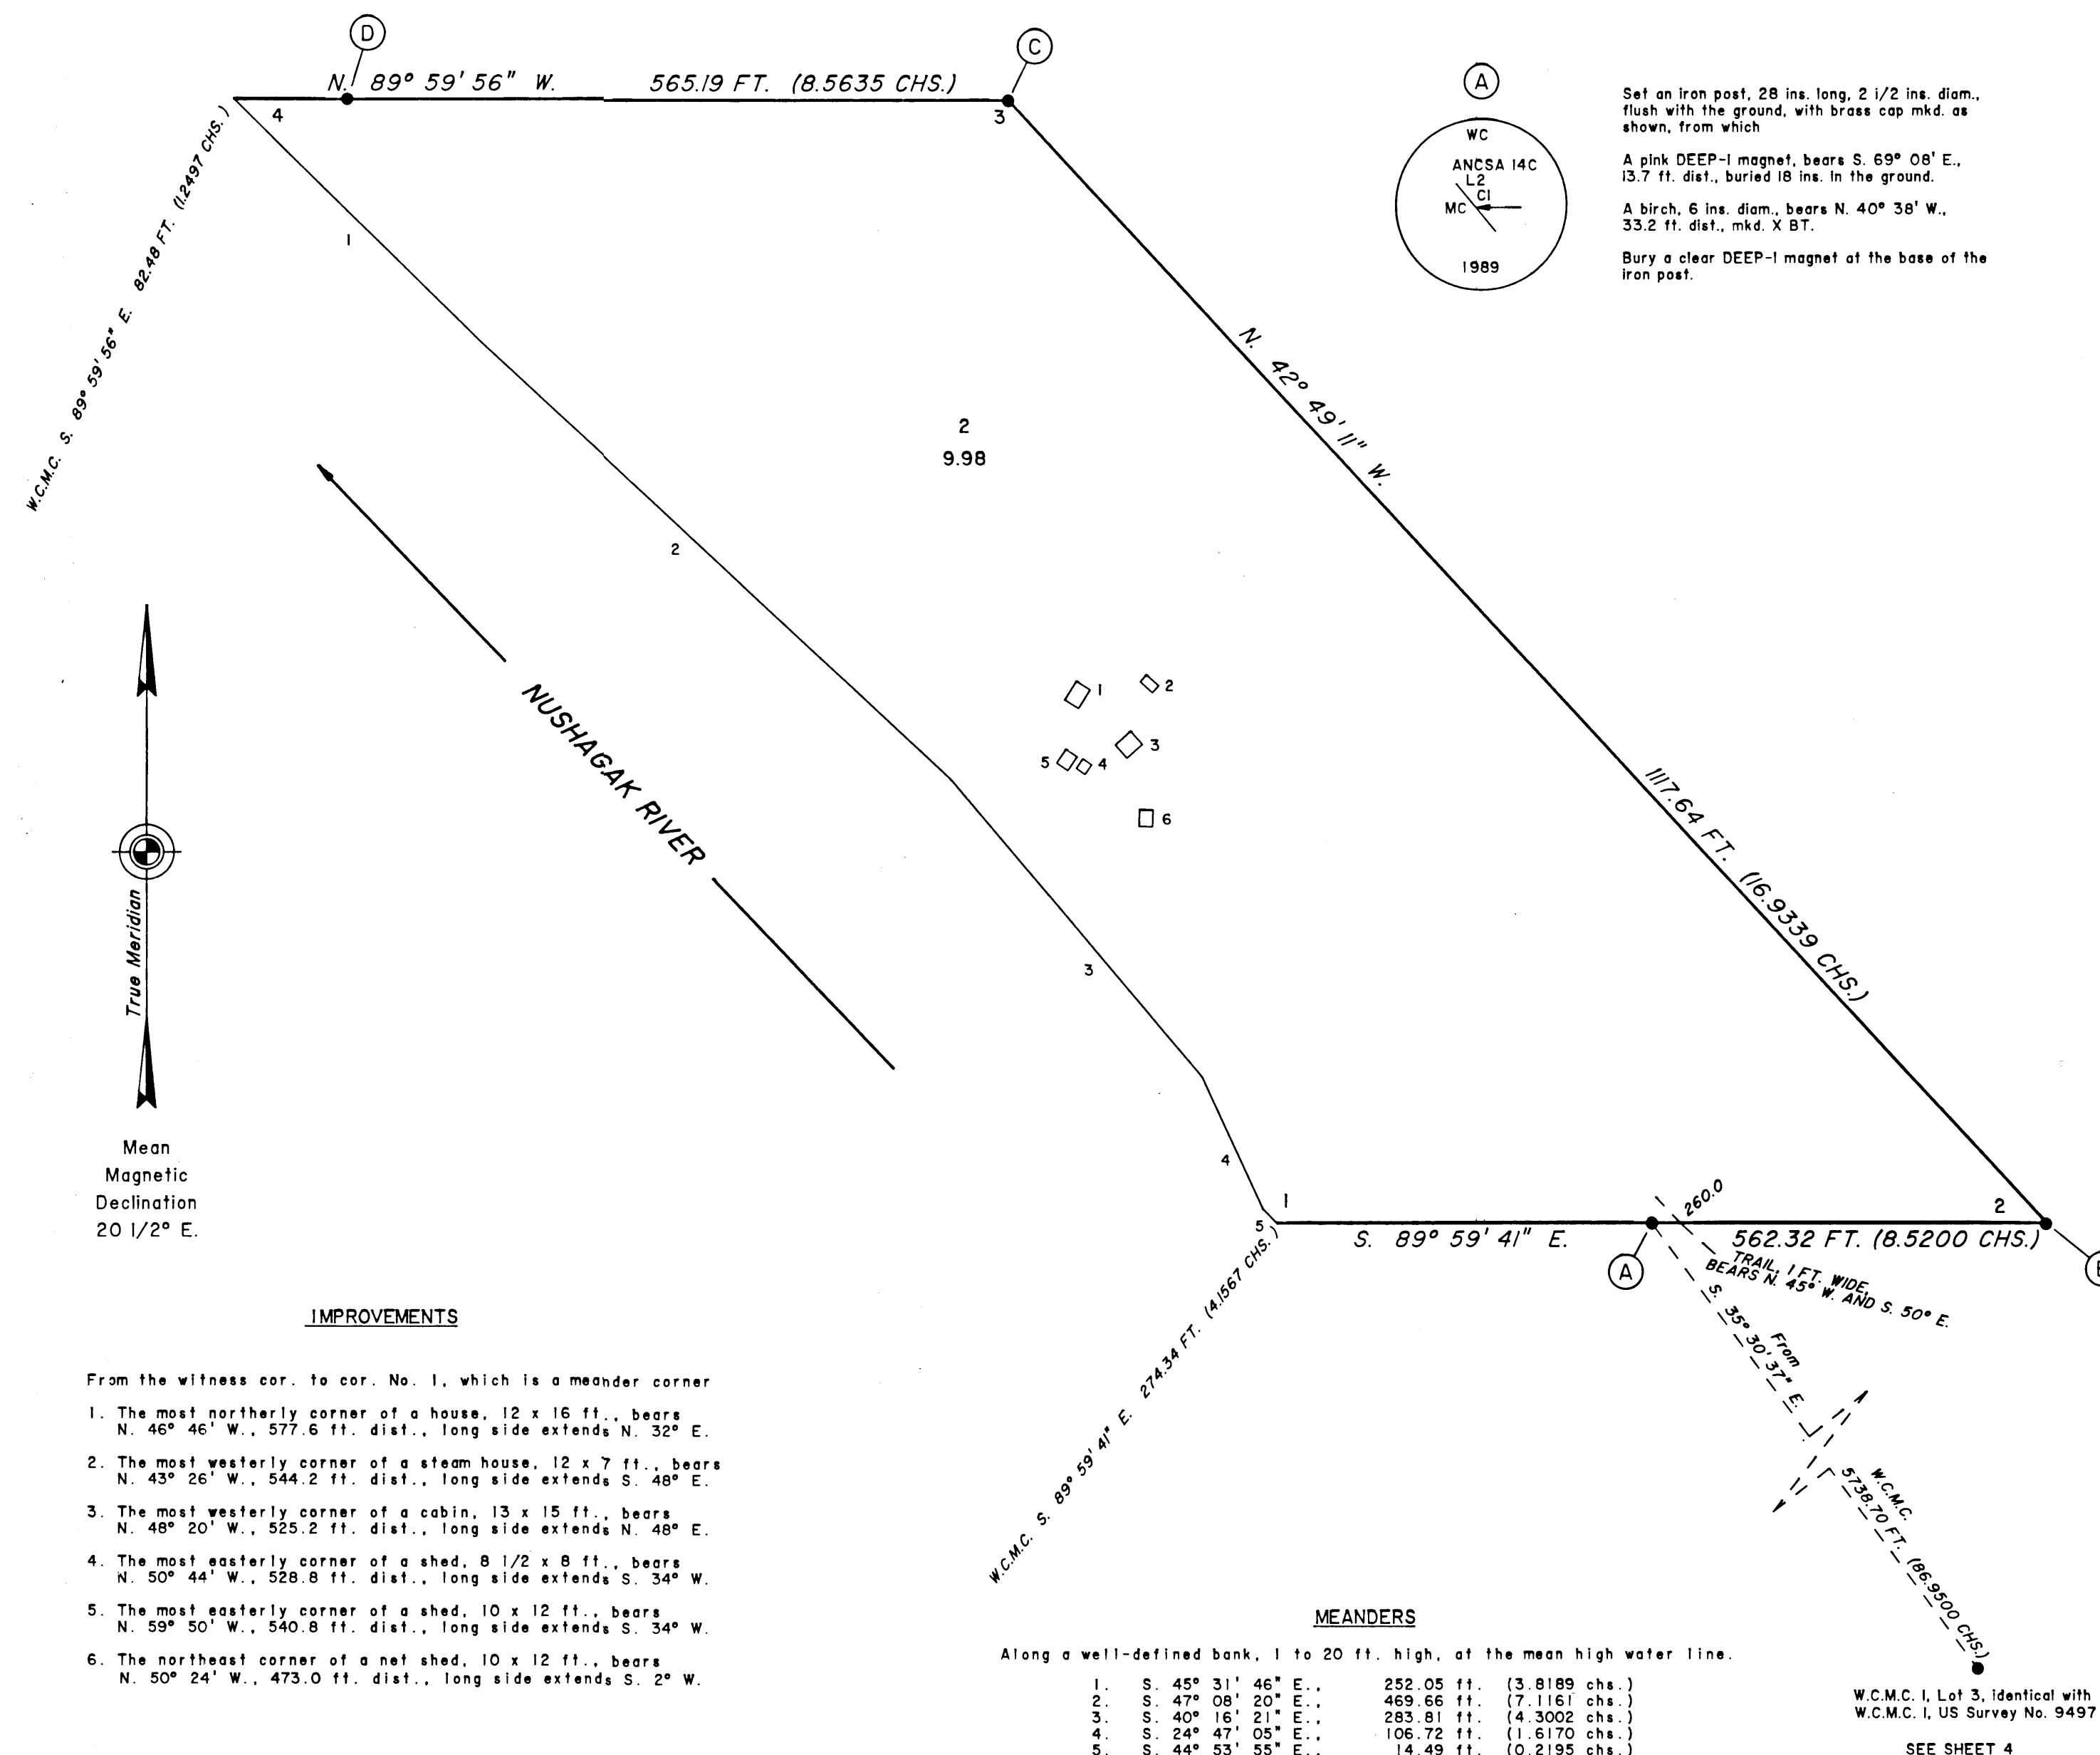 D
C
N. 89° 59' 56" W. 565.19 FT. (8.5635 CHS.)
4
3
W.C.M.C. S. 89° 59' 56" E. 82.48 FT. (1.2497 CHS.)
1
2
N. 42° 49' 11" W.
1117.64 FT. (16.9339 CHS.)
2
9.98
A
WC
ANCSA 14C
L2
C1
MC
1989
Set an iron post, 28 ins. long, 2 1/2 ins. diam.,
flush with the ground, with brass cap mkd. as
shown, from which
A pink DEEP-1 magnet, bears S. 69° 08' E.,
13.7 ft. dist., buried 18 ins. in the ground.
A birch, 6 ins. diam., bears N. 40° 38' W.,
33.2 ft. dist., mkd. X BT.
Bury a clear DEEP-1 magnet at the base of the
iron post.
1
2
3
5
4
6
NUSHAGAK RIVER
3
4
5
1
2
260.0
S. 89° 59' 41" E. 562.32 FT. (8.5200 CHS.)
A
TRAIL, 1 FT. WIDE,
BEARS N. 45° W. AND S. 50° E.
From
S. 35° 30' 37" E.
W.C.M.C.
5738.70 FT. (86.9500 CHS.)
W.C.M.C. S. 89° 59' 41" E. 274.34 FT. (4.1567 CHS.)
True Meridian
Mean
Magnetic
Declination
20 1/2° E.
IMPROVEMENTS
From the witness cor. to cor. No. 1, which is a meander corner
1. The most northerly corner of a house, 12 x 16 ft., bears
N. 46° 46' W., 577.6 ft. dist., long side extends N. 32° E.
2. The most westerly corner of a steam house, 12 x 7 ft., bears
N. 43° 26' W., 544.2 ft. dist., long side extends S. 48° E.
3. The most westerly corner of a cabin, 13 x 15 ft., bears
N. 48° 20' W., 525.2 ft. dist., long side extends N. 48° E.
4. The most easterly corner of a shed, 8 1/2 x 8 ft., bears
N. 50° 44' W., 528.8 ft. dist., long side extends S. 34° W.
5. The most easterly corner of a shed, 10 x 12 ft., bears
N. 59° 50' W., 540.8 ft. dist., long side extends S. 34° W.
6. The northeast corner of a net shed, 10 x 12 ft., bears
N. 50° 24' W., 473.0 ft. dist., long side extends S. 2° W.
MEANDERS
Along a well-defined bank, 1 to 20 ft. high, at the mean high water line.
1. S. 45° 31' 46" E., 252.05 ft. (3.8189 chs.)
2. S. 47° 08' 20" E., 469.66 ft. (7.1161 chs.)
3. S. 40° 16' 21" E., 283.81 ft. (4.3002 chs.)
4. S. 24° 47' 05" E., 106.72 ft. (1.6170 chs.)
5. S. 44° 53' 55" E., 14.49 ft. (0.2195 chs.)
W.C.M.C. 1, Lot 3, identical with
W.C.M.C. 1, US Survey No. 9497
SEE SHEET 4